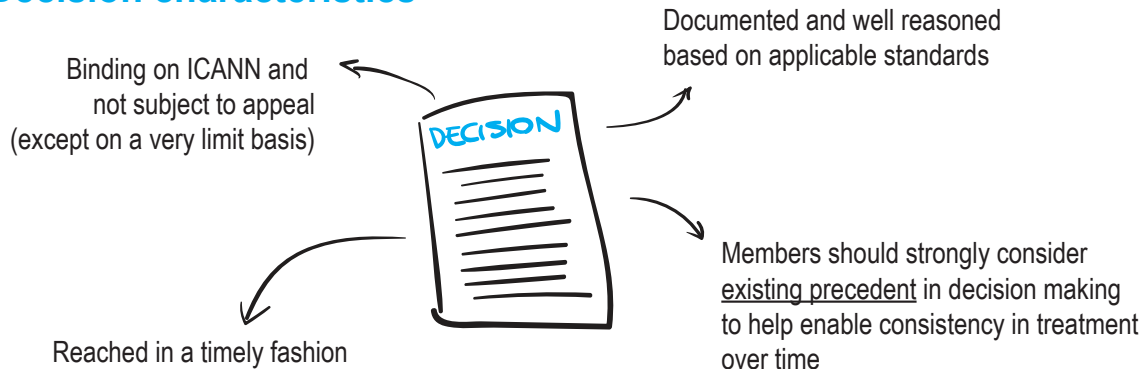 Decision characteristics
Documented and well reasoned
based on applicable standards
Binding on ICANN and
not subject to appeal
(except on a very limit basis)
DECISION
Members should strongly consider
existing precedent in decision making
to help enable consistency in treatment
over time
Reached in a timely fashion